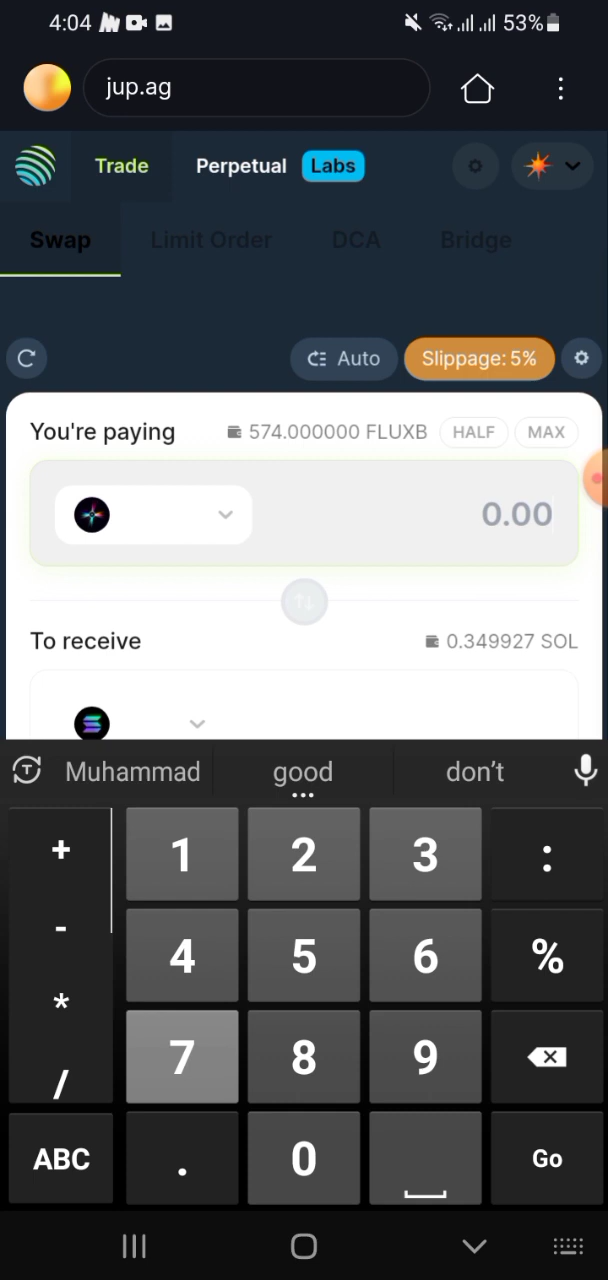 4:04 53%
jup.ag
Trade Perpetual Labs
Swap Limit Order DCA Bridge
Auto Slippage: 5%
You're paying 574.000000 FLUXB HALF MAX
0.00
To receive 0.349927 SOL
T Muhammad good don't
+ 1 2 3 :
- 4 5 6 %
* 7 8 9
/
ABC . 0 Go